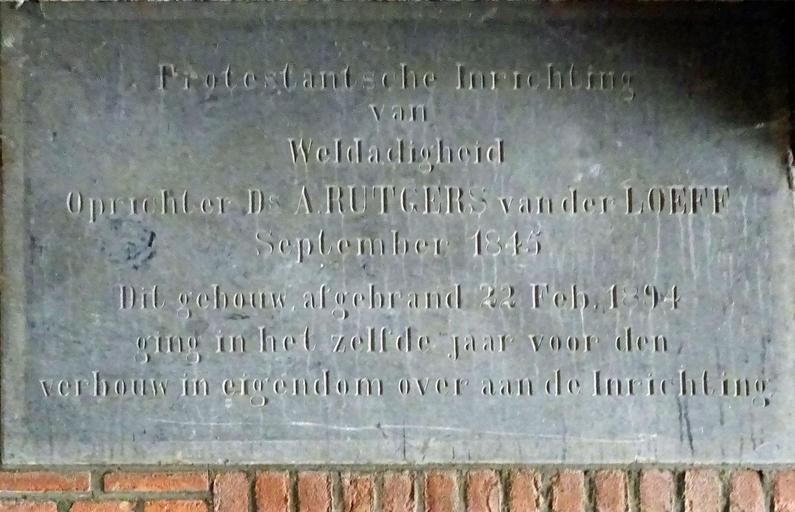 Protestantsche Inrichting
van
Weldadigheid
Oprichter Ds A. RUTGERS van der LOEFF
September 1845
Dit gebouw, afgebrand 22 Feb. 1894
ging in het zelfde jaar voor den
verbouw in eigendom over aan de Inrichting